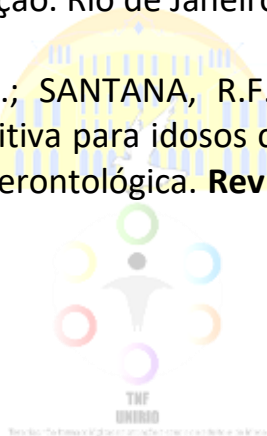 ção. Rio de Janeiro
.; SANTANA, R.F.
itiva para idosos c
erontológica. Rev
TNF
UNIRIO